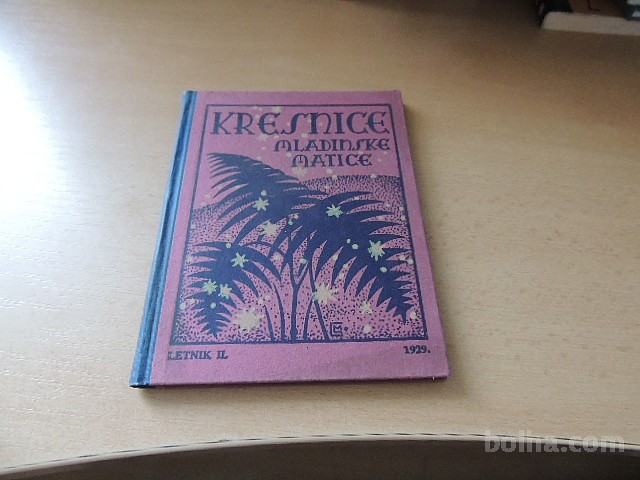 KRESNICE
MLADINSKE
MATICE
LETNIK II.
1929.
bolha.com